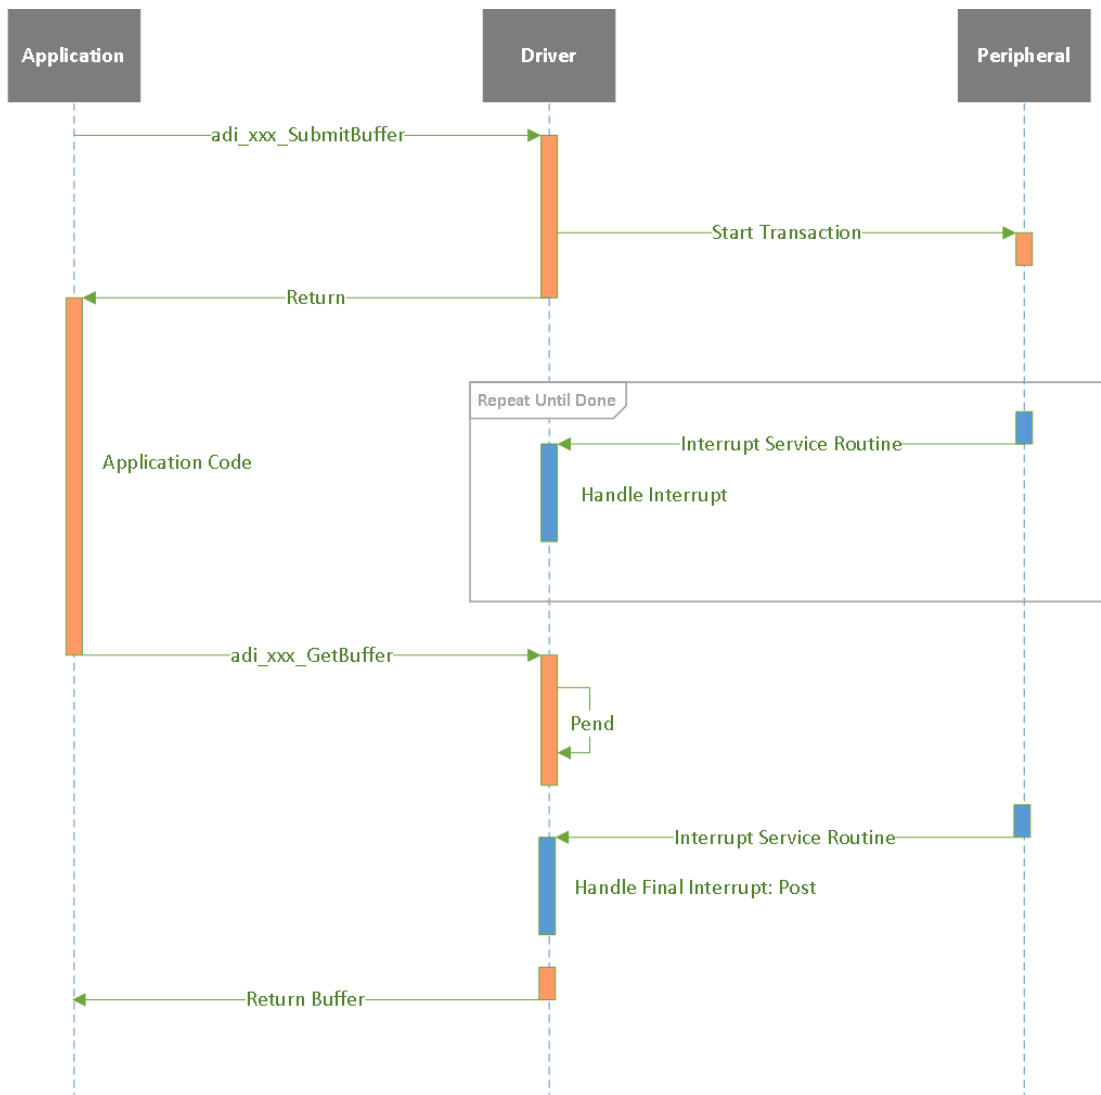 Application
Driver
Peripheral
adi_xxx_SubmitBuffer
Start Transaction
Return
Repeat Until Done
Interrupt Service Routine
Application Code
Handle Interrupt
adi_xxx_GetBuffer
Pend
Interrupt Service Routine
Handle Final Interrupt: Post
Return Buffer